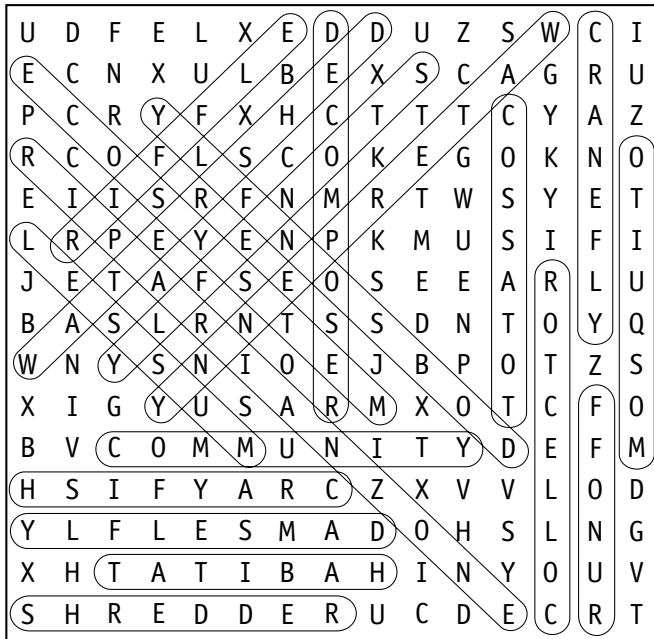 U D F E L X E D D U Z S W C I
E C N X U L B E X S C A G R U
P C R Y F X H C T T T C Y A Z
R C O F L S C O K E G O K N O
E I I S R F N M R T W S Y E T
L R P E Y E N P K M U S I F I
J E T A F S E O S E E A R L U
B A S L R N T S S D N T O Y Q
W N Y S N I O E J B P O T Z S
X I G Y U S A R M X O T C F O
B V C O M M U N I T Y D E F M
H S I F Y A R C Z X V V L O D
Y L F L E S M A D O H S L N G
X H T A T I B A H I N Y O U V
S H R E D D E R U C D E C R T